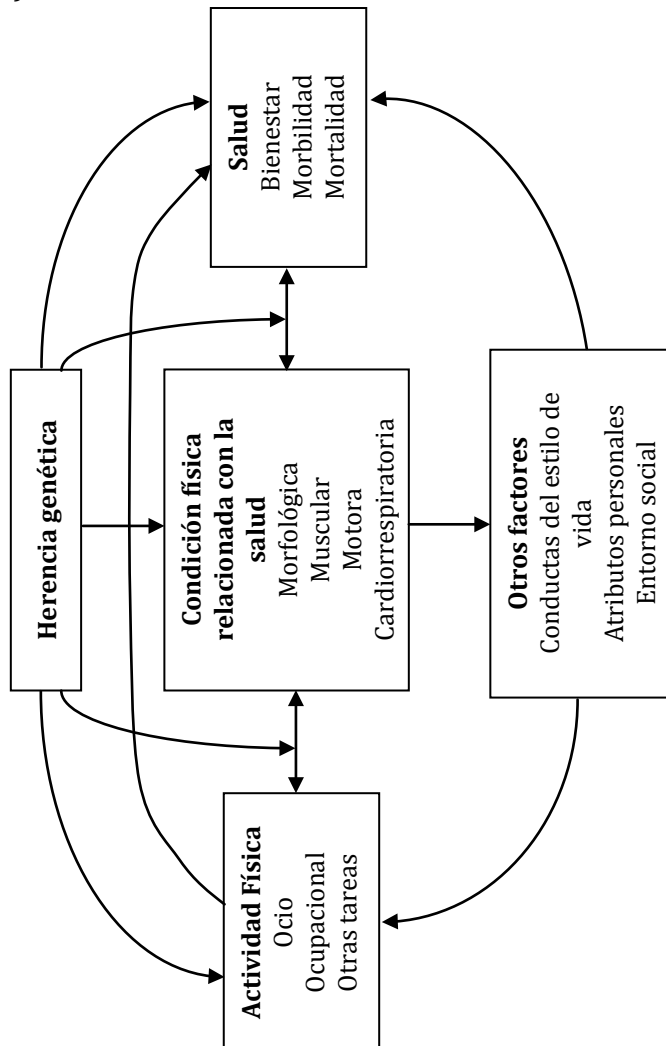 Herencia genética
Actividad Física
Ocio
Ocupacional
Otras tareas
Condición física
relacionada con la
salud
Morfológica
Muscular
Motora
Cardiorrespiratoria
Salud
Bienestar
Morbilidad
Mortalidad
Otros factores
Conductas del estilo de
vida
Atributos personales
Entorno social